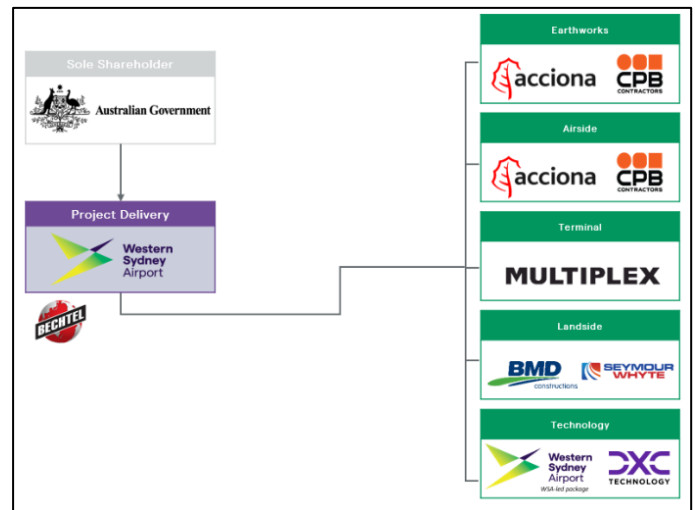 Sole Shareholder
Australian Government
Project Delivery
Western
Sydney
Airport
BECHTEL
Earthworks
acciona
CPB
CONTRACTORS
Airside
acciona
CPB
CONTRACTORS
Terminal
MULTIPLEX
Landside
BMD
constructions
SEYMOUR
WHYTE
Technology
Western
Sydney
Airport
WSA-led package
DXC
TECHNOLOGY